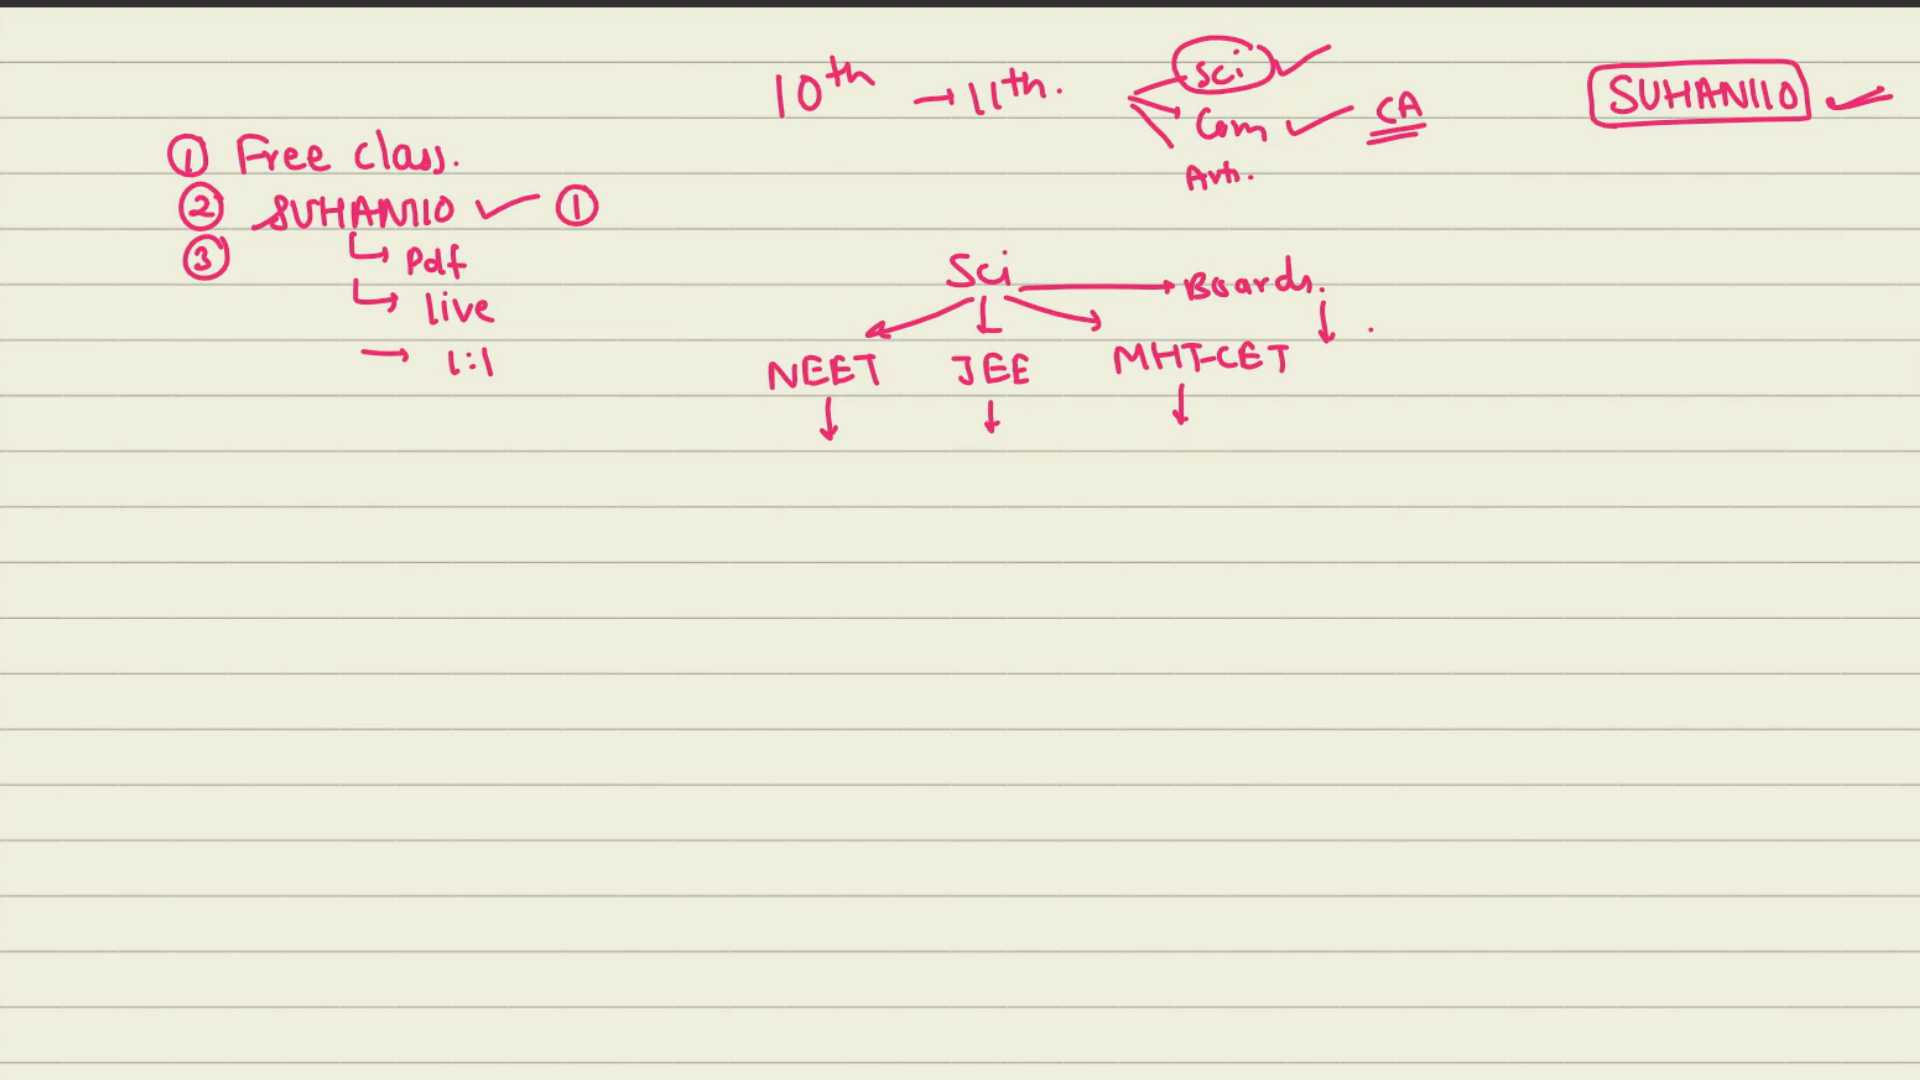 10th → 11th. Sci ✓
Com ✓ CA
Arts.
SUHANI10 ✓
① Free class.
② SUHANI10 ✓ ①
③ ↳ Pdf
↳ live
→ 1:1
Sci → Boards.
NEET JEE MHT-CET